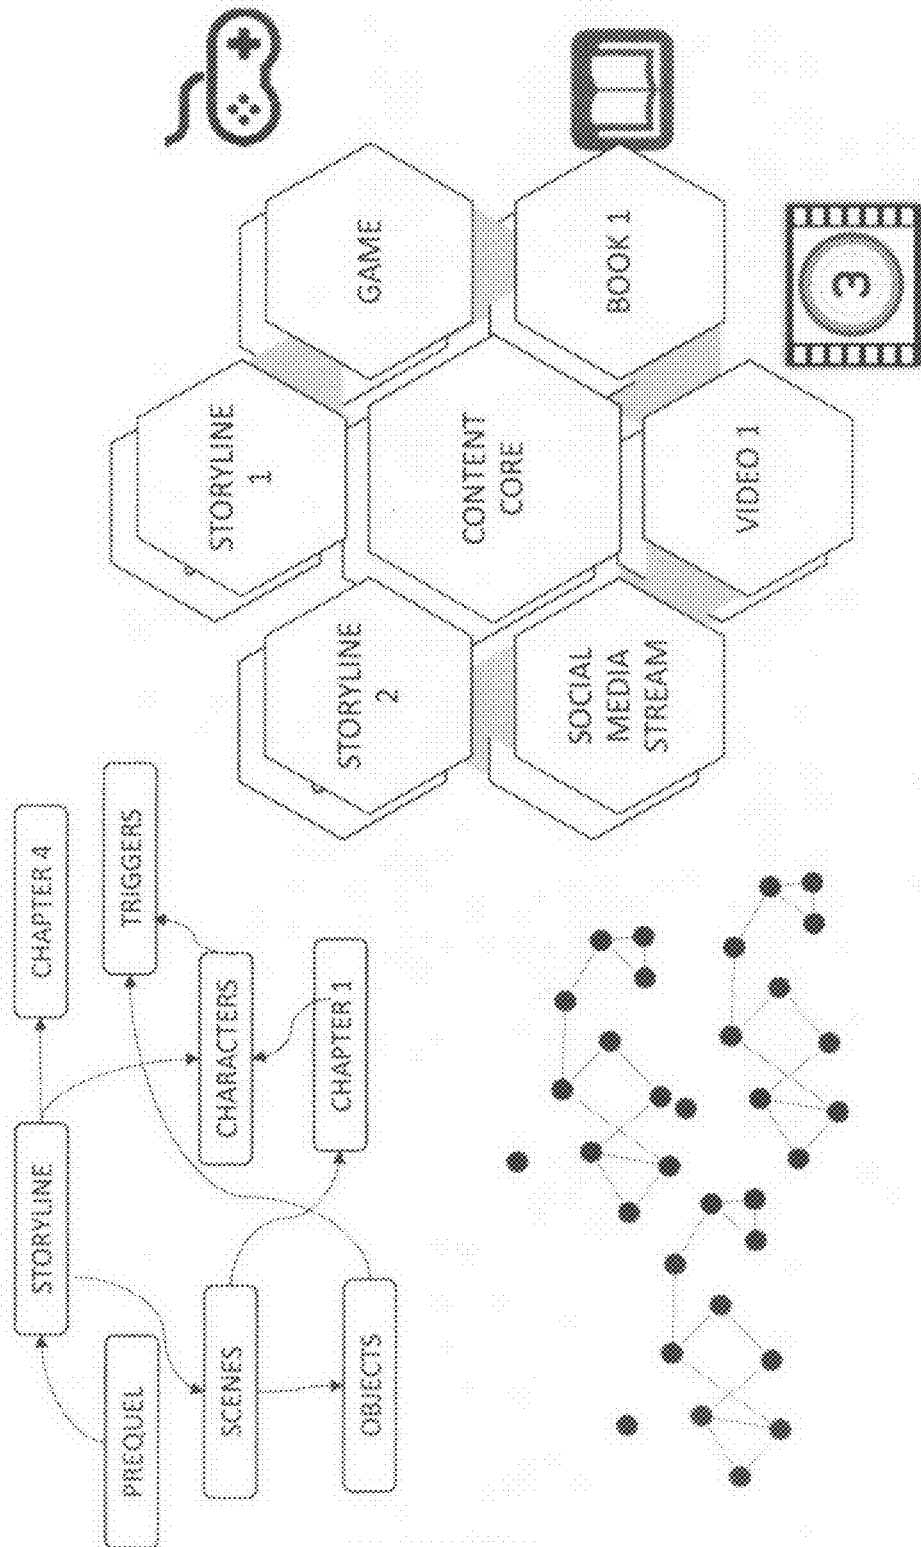 PREQUEL
STORYLINE
CHAPTER 4
TRIGGERS
SCENES
CHARACTERS
OBJECTS
CHAPTER 1
STORYLINE
1
STORYLINE
2
GAME
CONTENT
CORE
SOCIAL
MEDIA
STREAM
BOOK 1
VIDEO 1
3